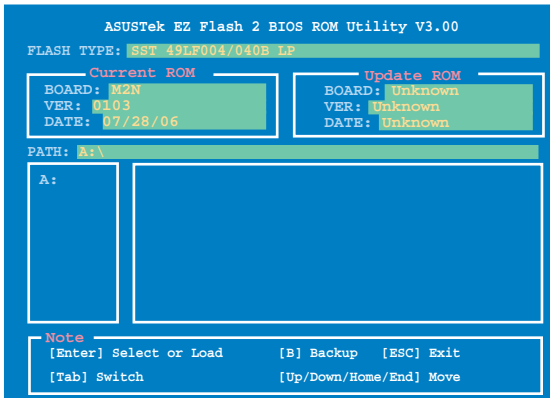 ASUSTek EZ Flash 2 BIOS ROM Utility V3.00
FLASH TYPE: SST 49LF004/040B LP
Current ROM
BOARD: M2N
VER: 0103
DATE: 07/28/06
Update ROM
BOARD: Unknown
VER: Unknown
DATE: Unknown
PATH: A:\
A:
Note
[Enter] Select or Load [B] Backup [ESC] Exit
[Tab] Switch [Up/Down/Home/End] Move